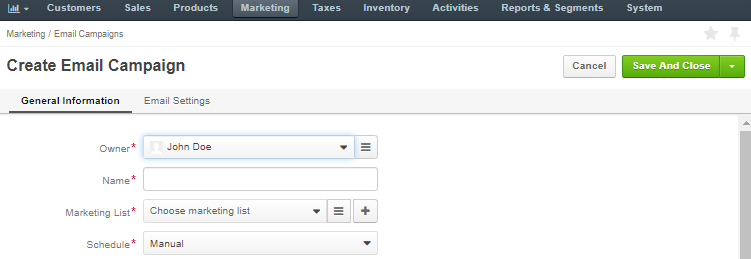 Customers Sales Products Marketing Taxes Inventory Activities Reports & Segments System
Marketing / Email Campaigns
Create Email Campaign Cancel Save And Close
General Information Email Settings
Owner* John Doe
Name*
Marketing List* Choose marketing list
Schedule* Manual